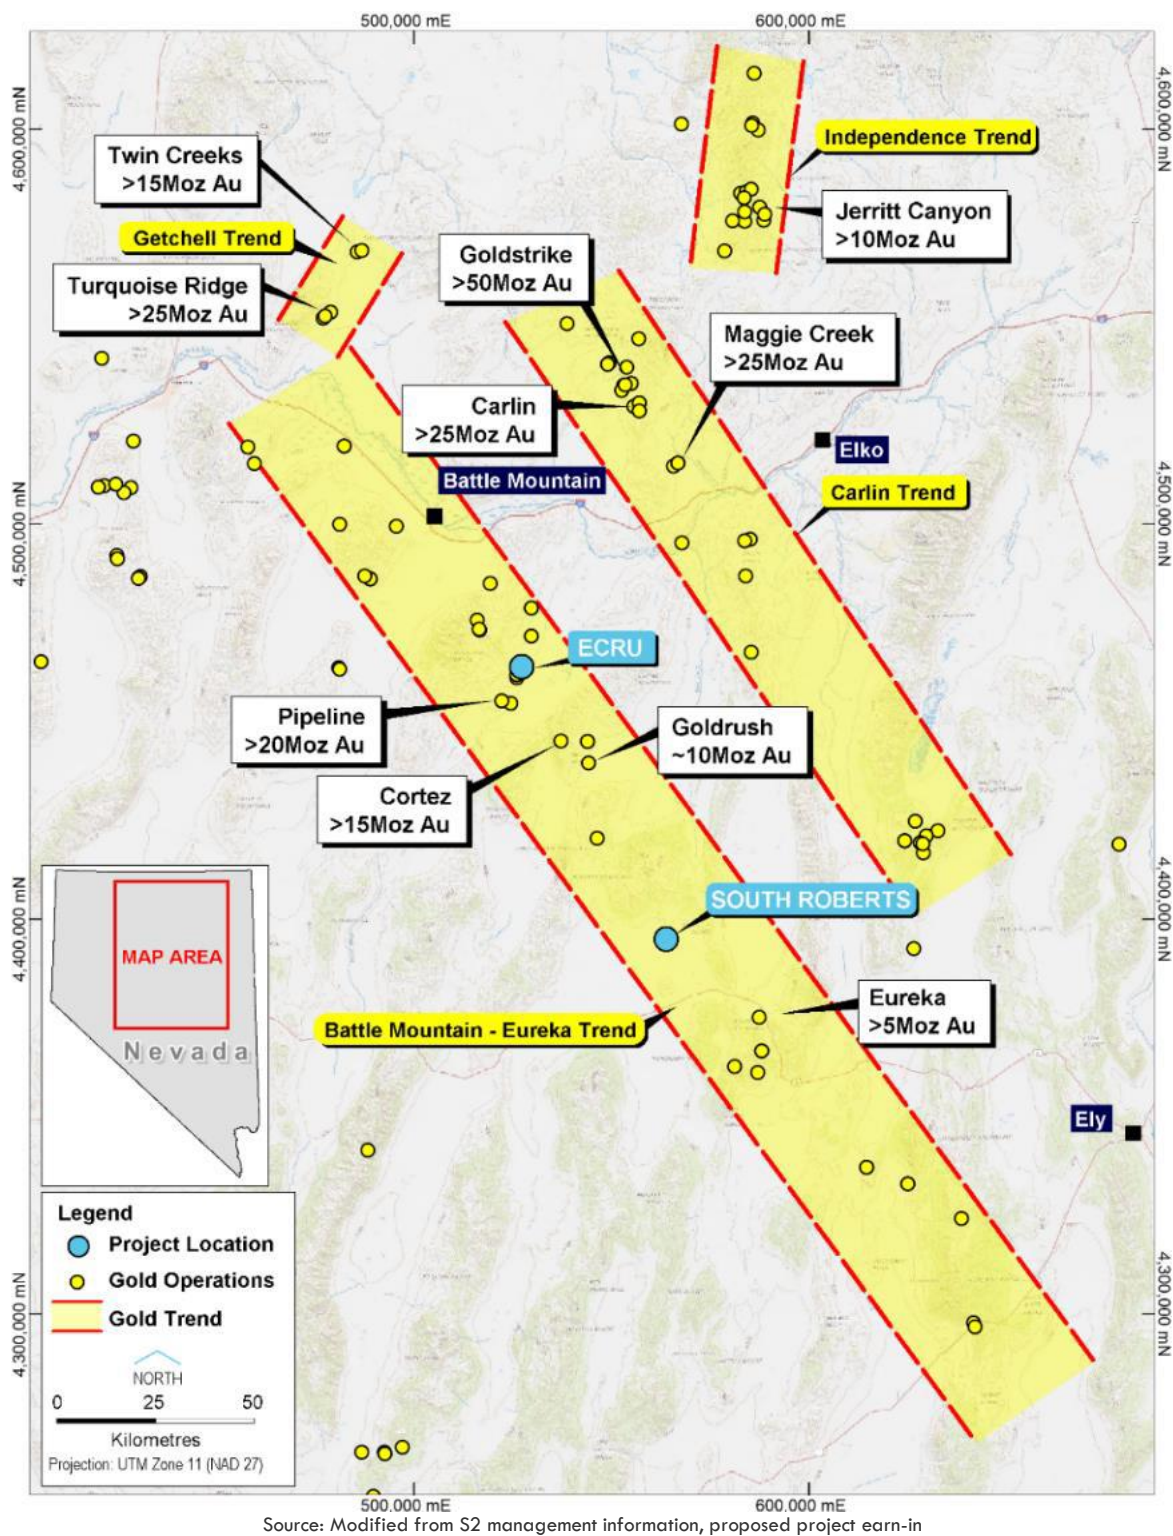 500,000 mE
600,000 mE
4,600,000 mN
4,600,000 mN
Independence Trend
Twin Creeks
>15Moz Au
Jerritt Canyon
>10Moz Au
Getchell Trend
Goldstrike
>50Moz Au
Turquoise Ridge
>25Moz Au
Maggie Creek
>25Moz Au
Carlin
>25Moz Au
Elko
Battle Mountain
Carlin Trend
4,500,000 mN
4,500,000 mN
ECRU
Pipeline
>20Moz Au
Goldrush
~10Moz Au
Cortez
>15Moz Au
SOUTH ROBERTS
4,400,000 mN
4,400,000 mN
MAP AREA
Nevada
Eureka
>5Moz Au
Battle Mountain - Eureka Trend
Ely
Legend
Project Location
Gold Operations
Gold Trend
4,300,000 mN
4,300,000 mN
NORTH
0 25 50
Kilometres
Projection: UTM Zone 11 (NAD 27)
500,000 mE
600,000 mE
Source: Modified from S2 management information, proposed project earn-in